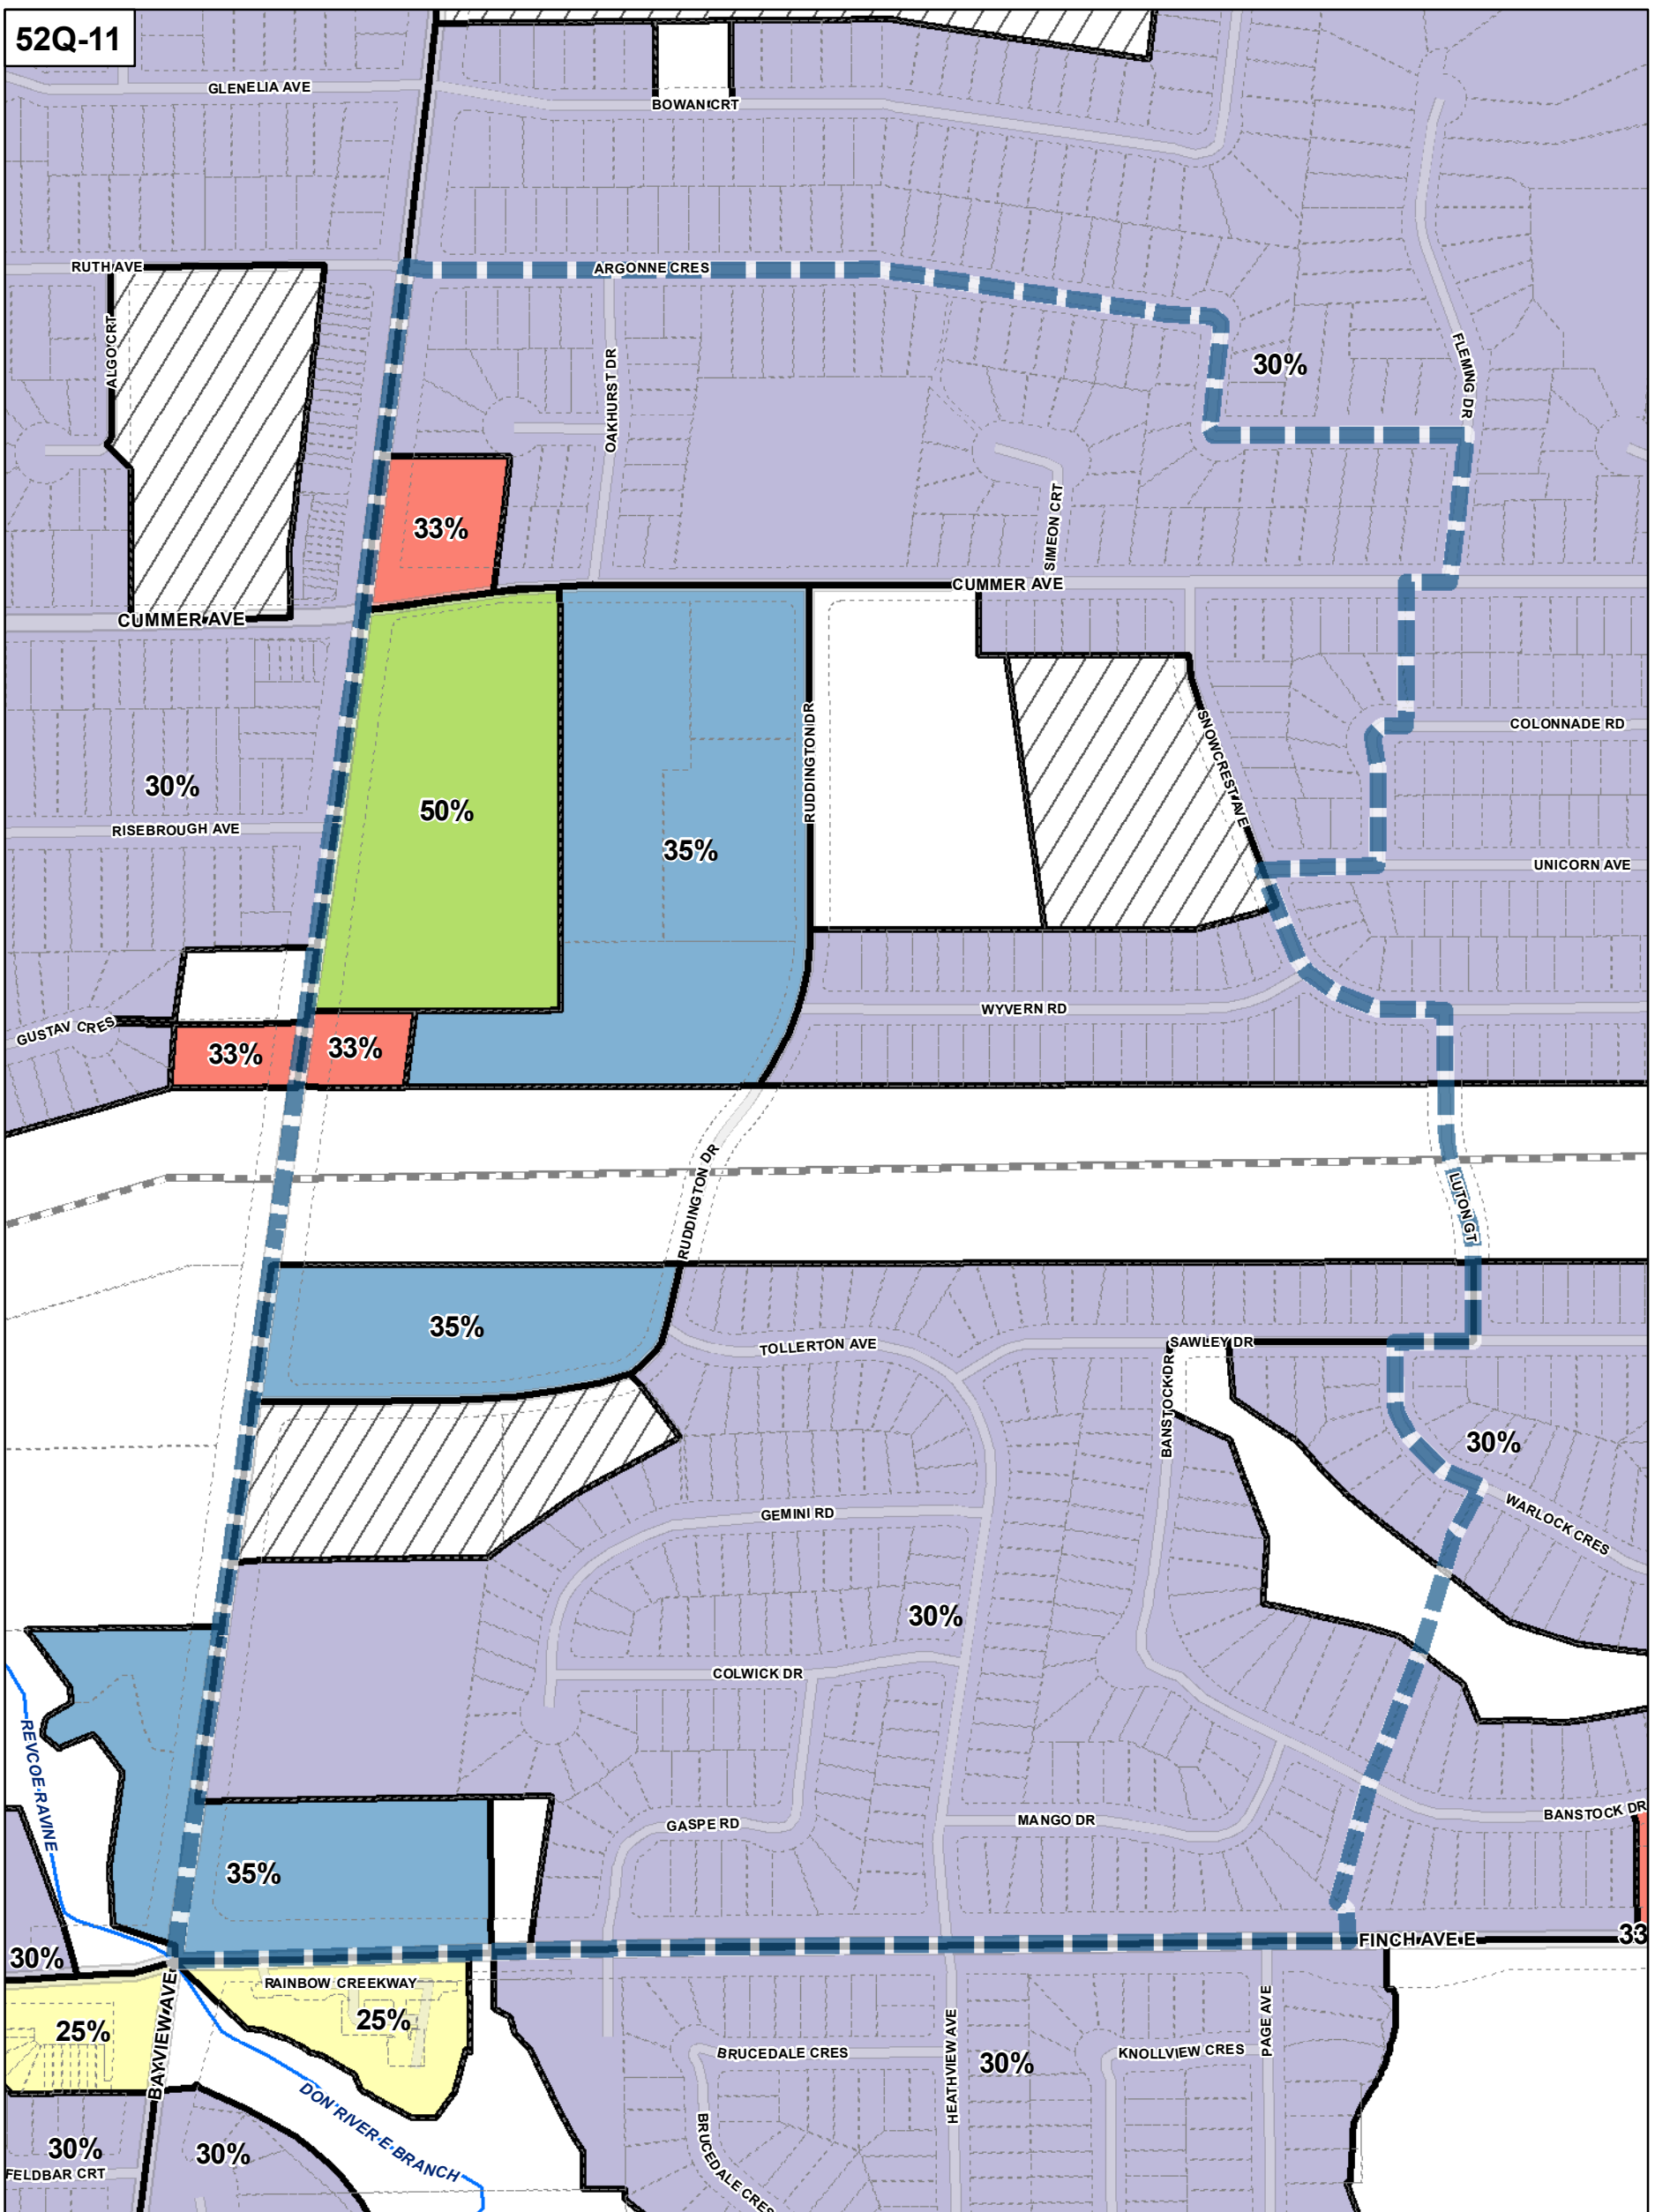 52Q-11
GLENELIA AVE
BOWAN CRT
RUTH AVE
ARGONNE CRES
ALGO CRT
OAKHURST DR
30%
FLEMING DR
33%
SIMEON CRT
CUMMER AVE
CUMMER AVE
RUDDINGTON DR
SNOWCREST AVE
COLONNADE RD
30%
50%
35%
RISEBROUGH AVE
UNICORN AVE
WYVERN RD
GUSTAV CRES
33%
33%
RUDDINGTON DR
LUTON GT
35%
TOLLERTON AVE
SAWLEY DR
BANSTOCK DR
30%
WARLOCK CRES
GEMINI RD
30%
COLWICK DR
REVCOE RAVINE
GASPE RD
MANGO DR
BANSTOCK DR
35%
30%
FINCH AVE E
33
RAINBOW CREEKWAY
25%
25%
BAYVIEW AVE
BRUCEDALE CRES
HEATHVIEW AVE
30%
KNOLLVIEW CRES
PAGE AVE
DON RIVER E BRANCH
BRUCEDALE CRES
30%
30%
FELDBAR CRT